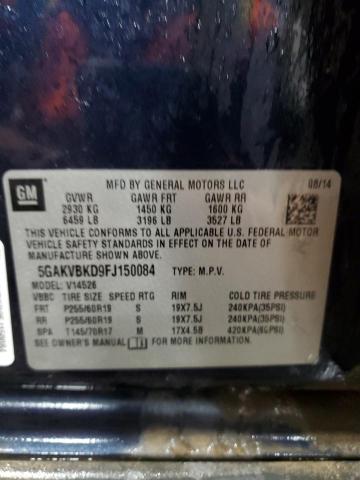 GM
MFD BY GENERAL MOTORS LLC 08/14
GVWR GAWR FRT GAWR RR
2930 KG 1450 KG 1600 KG
6459 LB 3196 LB 3527 LB
THIS VEHICLE CONFORMS TO ALL APPLICABLE U.S. FEDERAL MOTOR
VEHICLE SAFETY STANDARDS IN EFFECT ON THE DATE OF
MANUFACTURE SHOWN ABOVE.
5GAKVBKD9FJ150084 TYPE: M.P.V.
MODEL: V14526
VBBC TIRE SIZE SPEED RTG RIM COLD TIRE PRESSURE
FRT P255/60R19 S 19X7.5J 240KPA(35PSI)
RR P255/60R19 S 19X7.5J 240KPA(35PSI)
SPA T145/70R17 M 17X4.5B 420KPA(60PSI)
SEE OWNER'S MANUAL FOR MORE INFORMATION.